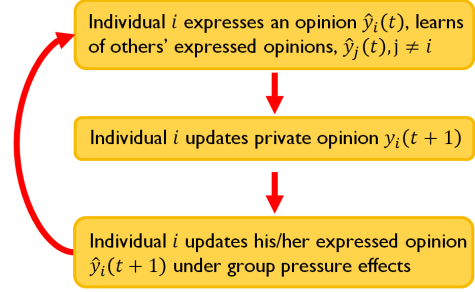 Individual i expresses an opinion ŷᵢ(t), learns
of others' expressed opinions, ŷⱼ(t), j ≠ i
Individual i updates private opinion yᵢ(t + 1)
Individual i updates his/her expressed opinion
ŷᵢ(t + 1) under group pressure effects